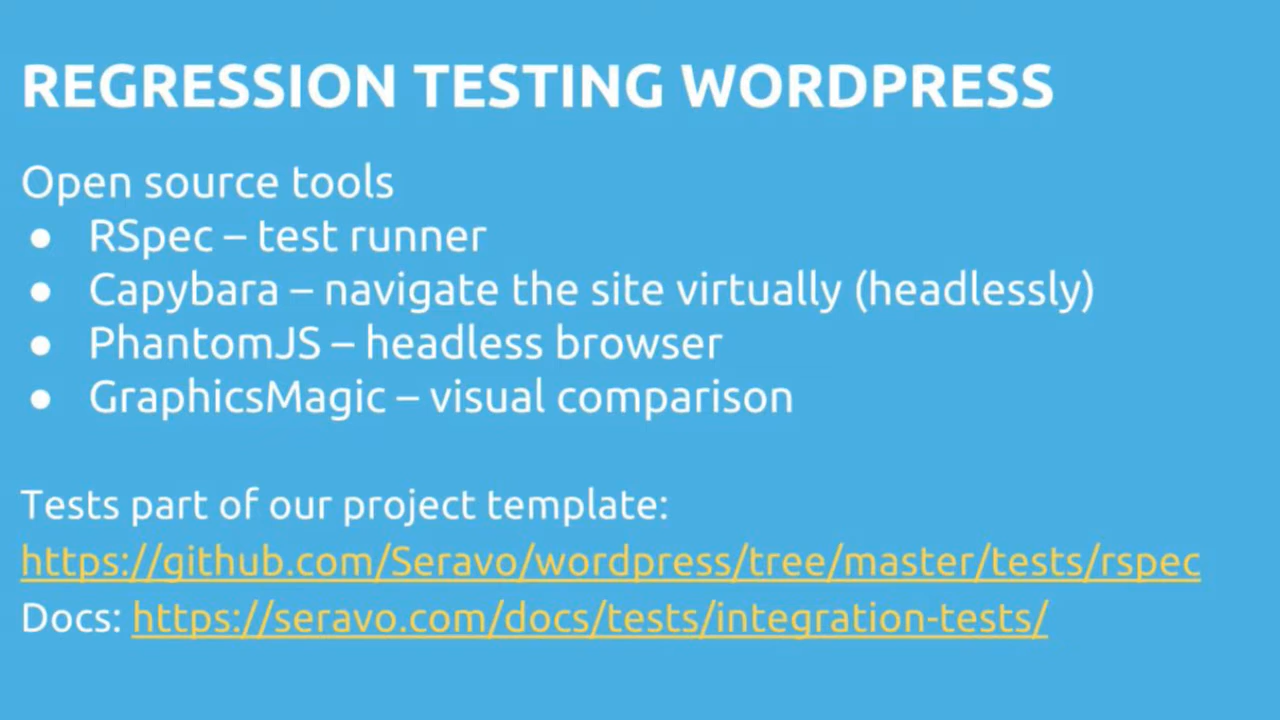 REGRESSION TESTING WORDPRESS
Open source tools
● RSpec – test runner
● Capybara – navigate the site virtually (headlessly)
● PhantomJS – headless browser
● GraphicsMagic – visual comparison
Tests part of our project template:
https://github.com/Seravo/wordpress/tree/master/tests/rspec
Docs: https://seravo.com/docs/tests/integration-tests/